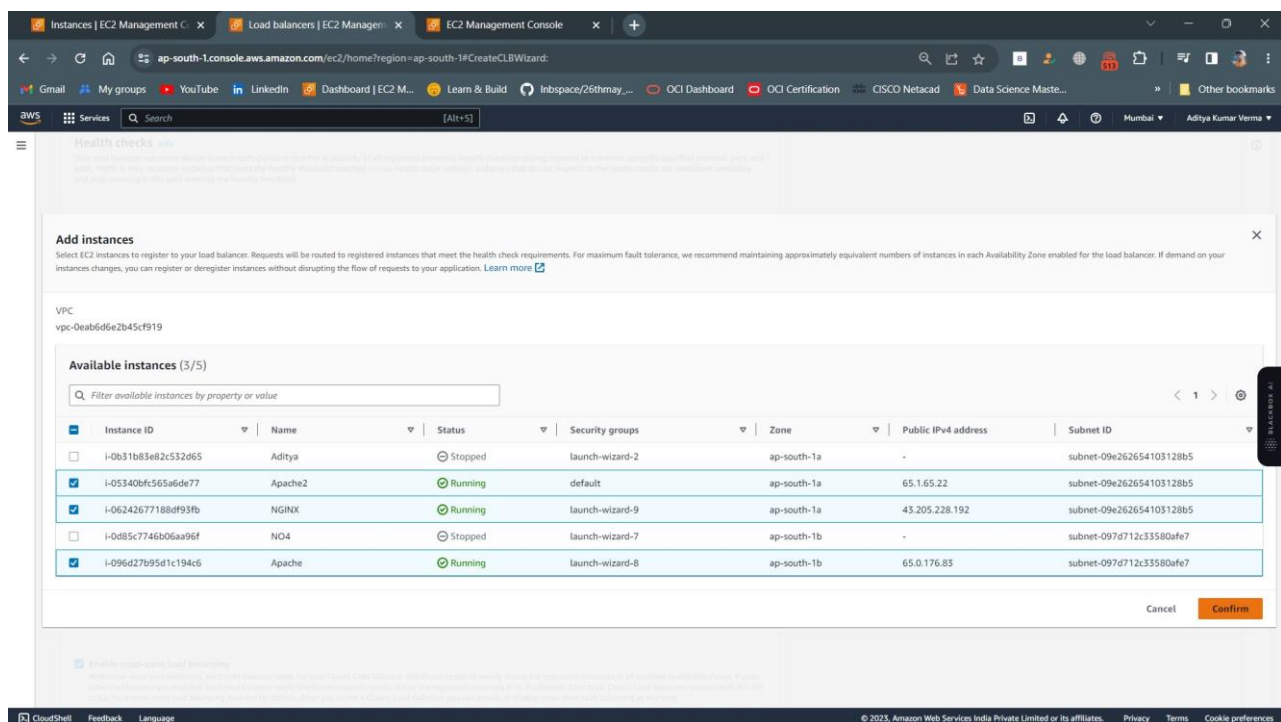 Instances | EC2 Management C
Load balancers | EC2 Managem
EC2 Management Console
ap-south-1.console.aws.amazon.com/ec2/home?region=ap-south-1#CreateCLBWizard:
513
Gmail My groups YouTube LinkedIn Dashboard | EC2 M... Learn & Build Inbspace/26thmay_... OCI Dashboard OCI Certification CISCO Netacad Data Science Maste... » Other bookmarks
aws Services Search [Alt+S] Mumbai Aditya Kumar Verma
Health checks
Add instances
Select EC2 instances to register to your load balancer. Requests will be routed to registered instances that meet the health check requirements. For maximum fault tolerance, we recommend maintaining approximately equivalent numbers of instances in each Availability Zone enabled for the load balancer. If demand on your
instances changes, you can register or deregister instances without disrupting the flow of requests to your application. Learn more
VPC
vpc-0eab6d6e2b45cf919
Available instances (3/5)
Filter available instances by property or value
1
Instance ID Name Status Security groups Zone Public IPv4 address Subnet ID
i-0b31b83e82c532d65 Aditya Stopped launch-wizard-2 ap-south-1a - subnet-09e262654103128b5
i-05340bfc565a6de77 Apache2 Running default ap-south-1a 65.1.65.22 subnet-09e262654103128b5
i-06242677188df93fb NGINX Running launch-wizard-9 ap-south-1a 43.205.228.192 subnet-09e262654103128b5
i-0d85c7746b06aa96f NO4 Stopped launch-wizard-7 ap-south-1b - subnet-097d712c33580afe7
i-096d27b95d1c194c6 Apache Running launch-wizard-8 ap-south-1b 65.0.176.83 subnet-097d712c33580afe7
BLACKBOX AI
Cancel Confirm
Enable cross-zone load balancing
CloudShell Feedback Language © 2023, Amazon Web Services India Private Limited or its affiliates. Privacy Terms Cookie preferences